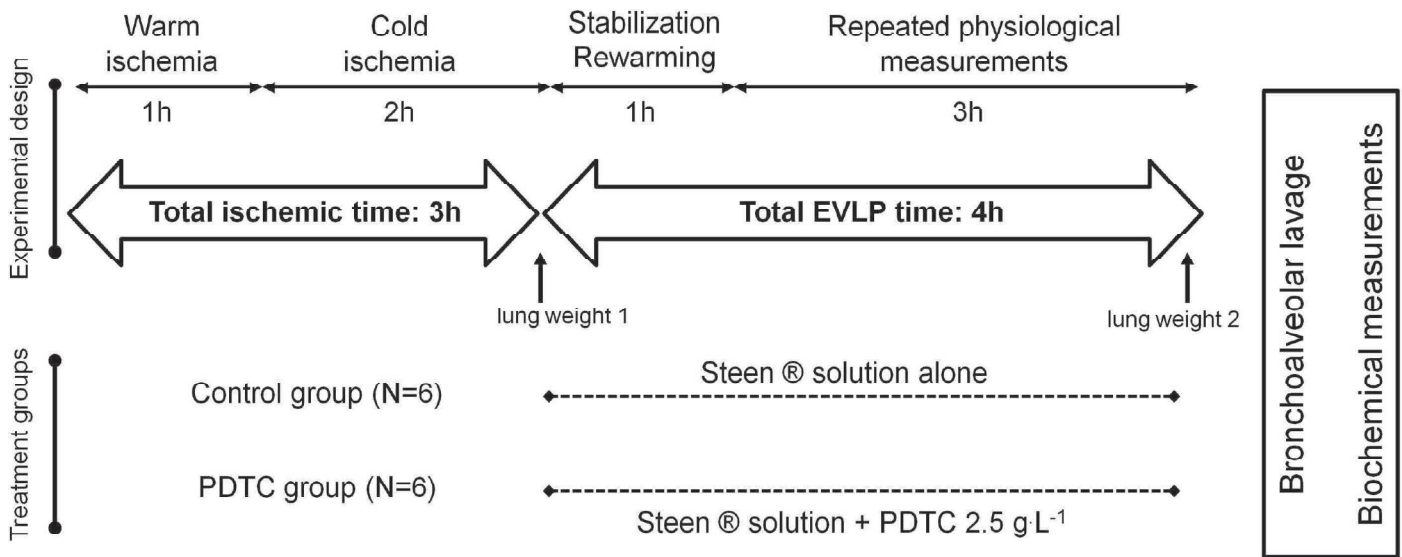 Experimental design
Warm
ischemia
Cold
ischemia
Stabilization
Rewarming
Repeated physiological
measurements
1h
2h
1h
3h
Total ischemic time: 3h
Total EVLP time: 4h
lung weight 1
lung weight 2
Treatment groups
Control group (N=6)
Steen ® solution alone
PDTC group (N=6)
Steen ® solution + PDTC 2.5 g·L⁻¹
Bronchoalveolar lavage
Biochemical measurements